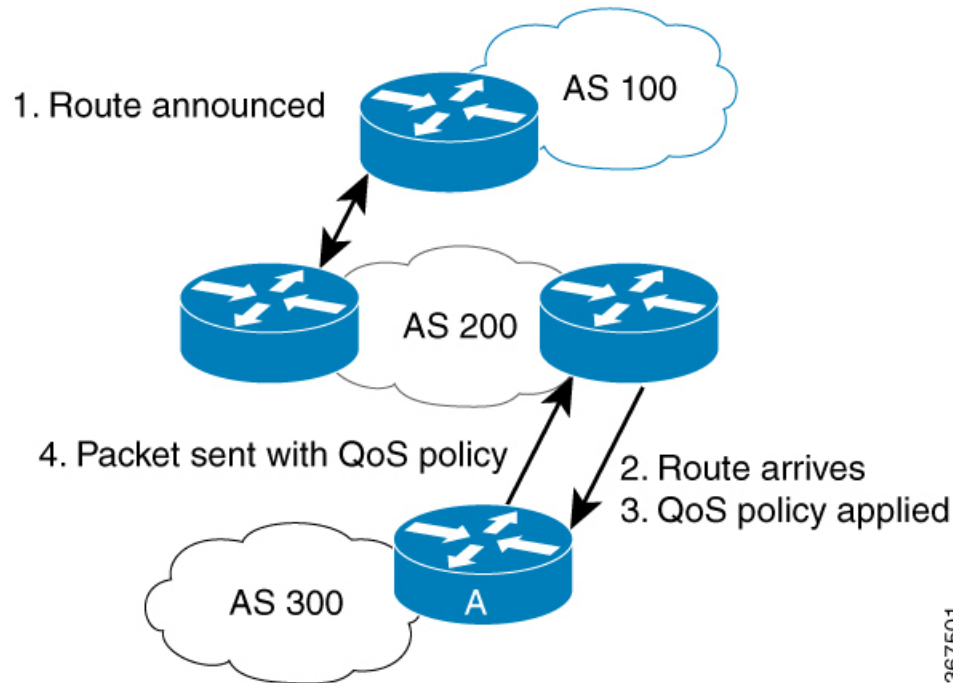 AS 100
1. Route announced
AS 200
4. Packet sent with QoS policy
2. Route arrives
3. QoS policy applied
AS 300
A
367501